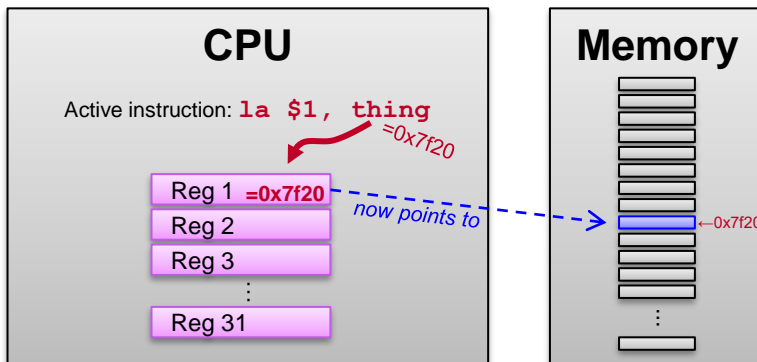 CPU
Active instruction: la $1, thing
=0x7f20
Reg 1 =0x7f20
Reg 2
Reg 3
⋮
Reg 31
now points to
Memory
←0x7f20
⋮